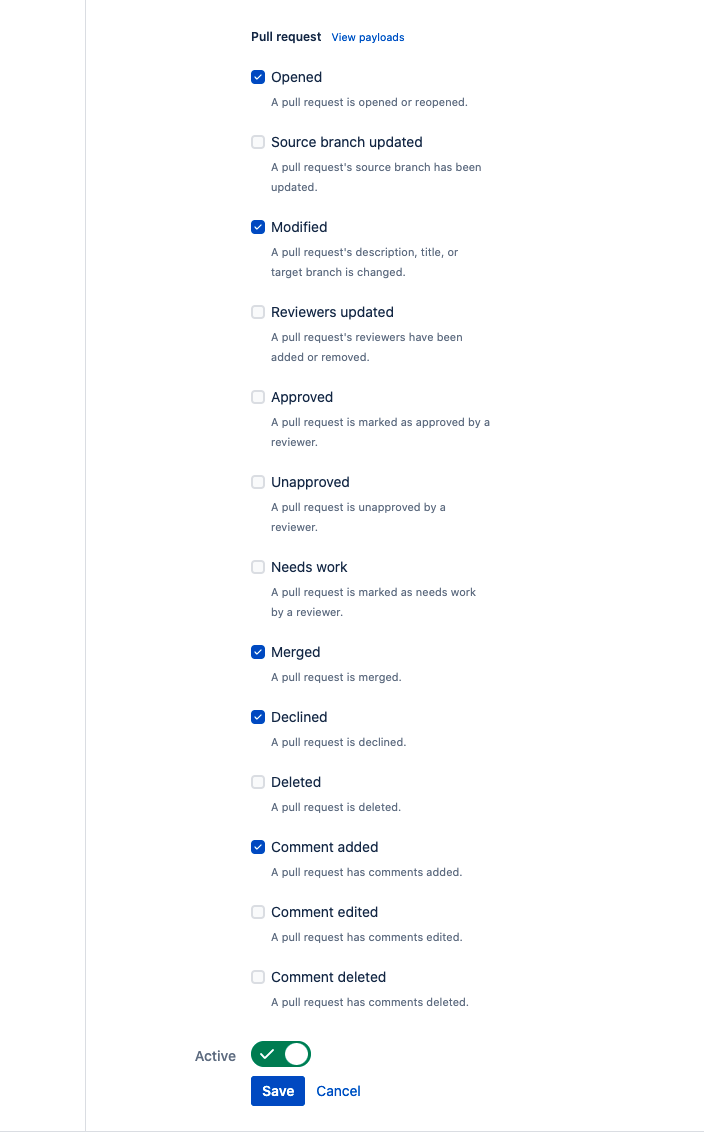 Pull request View payloads
Opened
A pull request is opened or reopened.
Source branch updated
A pull request's source branch has been
updated.
Modified
A pull request's description, title, or
target branch is changed.
Reviewers updated
A pull request's reviewers have been
added or removed.
Approved
A pull request is marked as approved by a
reviewer.
Unapproved
A pull request is unapproved by a
reviewer.
Needs work
A pull request is marked as needs work
by a reviewer.
Merged
A pull request is merged.
Declined
A pull request is declined.
Deleted
A pull request is deleted.
Comment added
A pull request has comments added.
Comment edited
A pull request has comments edited.
Comment deleted
A pull request has comments deleted.
Active
Save Cancel